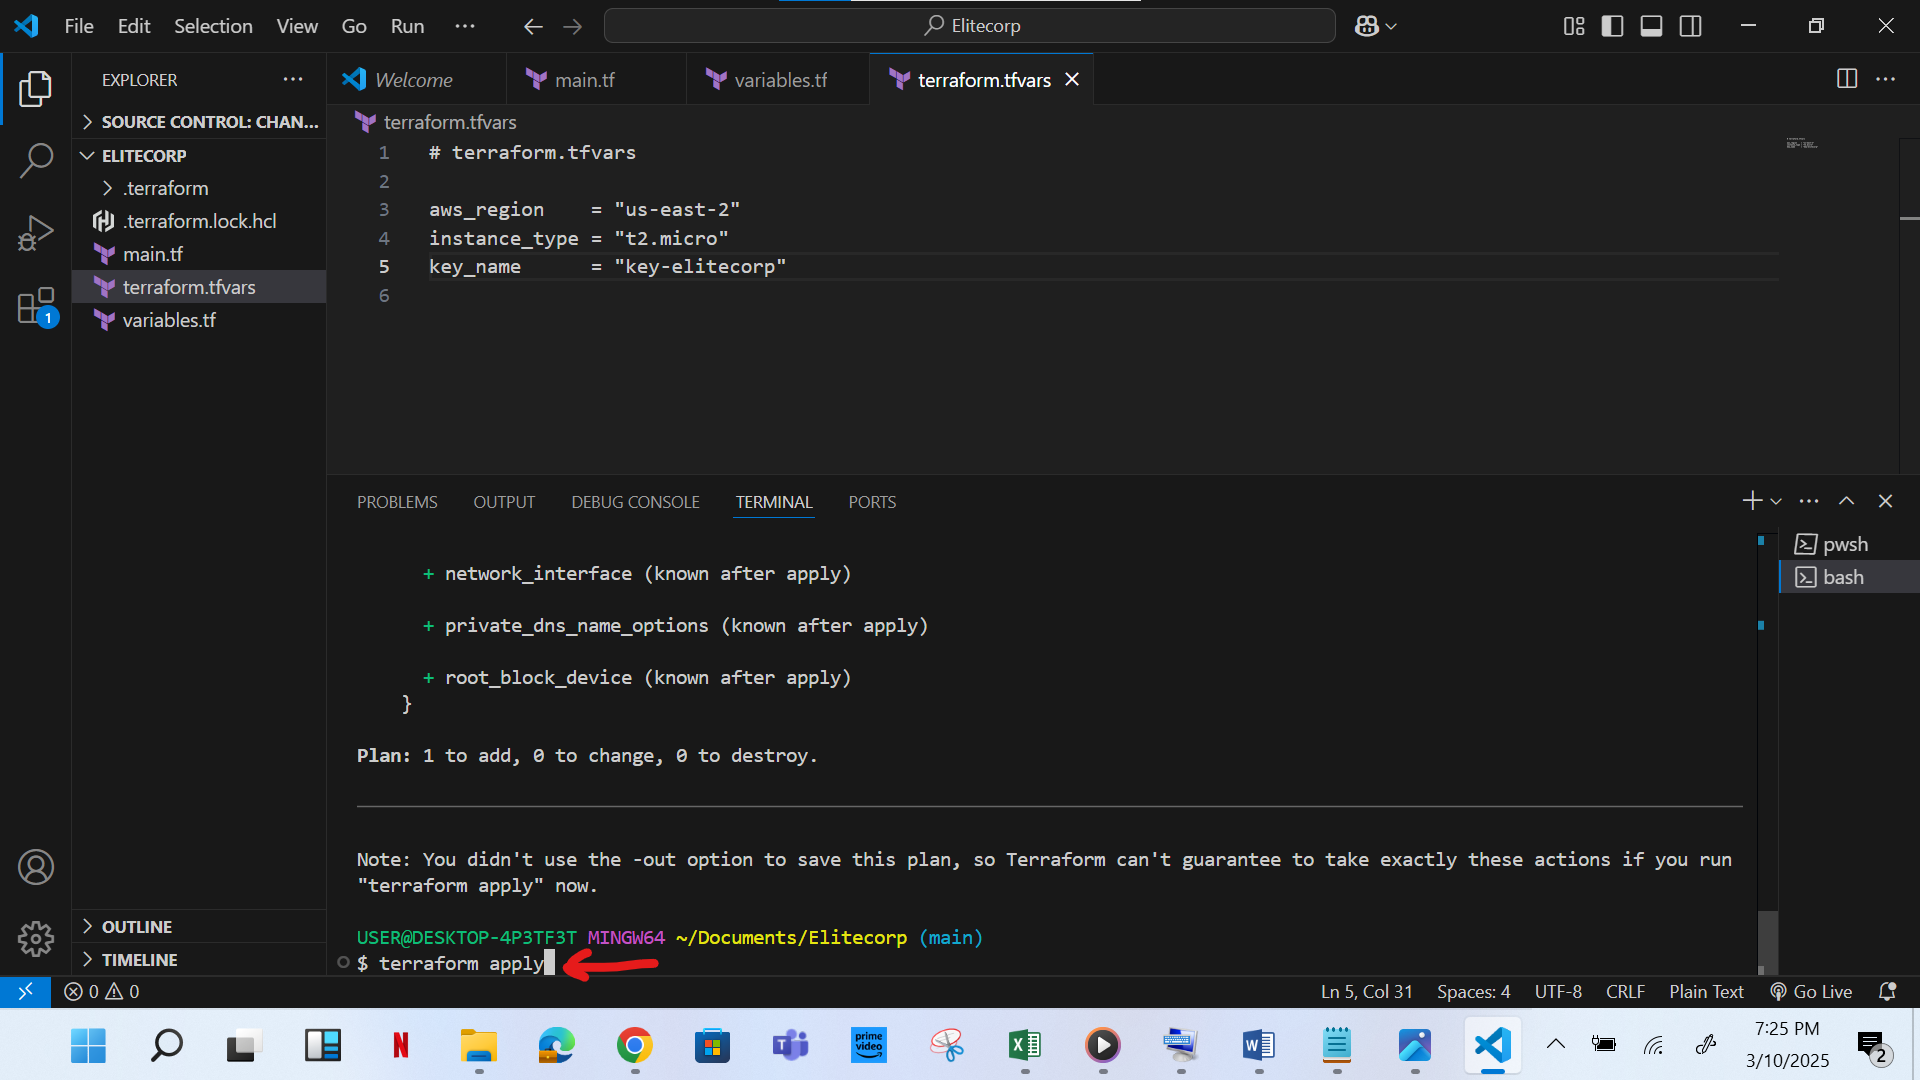 File Edit Selection View Go Run ···
Elitecorp
EXPLORER ···
SOURCE CONTROL: CHAN...
ELITECORP
.terraform
.terraform.lock.hcl
main.tf
terraform.tfvars
variables.tf
OUTLINE
TIMELINE
1
Welcome main.tf variables.tf terraform.tfvars
terraform.tfvars
1 # terraform.tfvars
2
3 aws_region    = "us-east-2"
4 instance_type = "t2.micro"
5 key_name      = "key-elitecorp"
6
PROBLEMS OUTPUT DEBUG CONSOLE TERMINAL PORTS
pwsh
bash
+ network_interface (known after apply)
+ private_dns_name_options (known after apply)
+ root_block_device (known after apply)
}
Plan: 1 to add, 0 to change, 0 to destroy.
Note: You didn't use the -out option to save this plan, so Terraform can't guarantee to take exactly these actions if you run
"terraform apply" now.
USER@DESKTOP-4P3TF3T MINGW64 ~/Documents/Elitecorp (main)
$ terraform apply
0 0 Ln 5, Col 31 Spaces: 4 UTF-8 CRLF Plain Text Go Live
N prime video
7:25 PM
3/10/2025
2